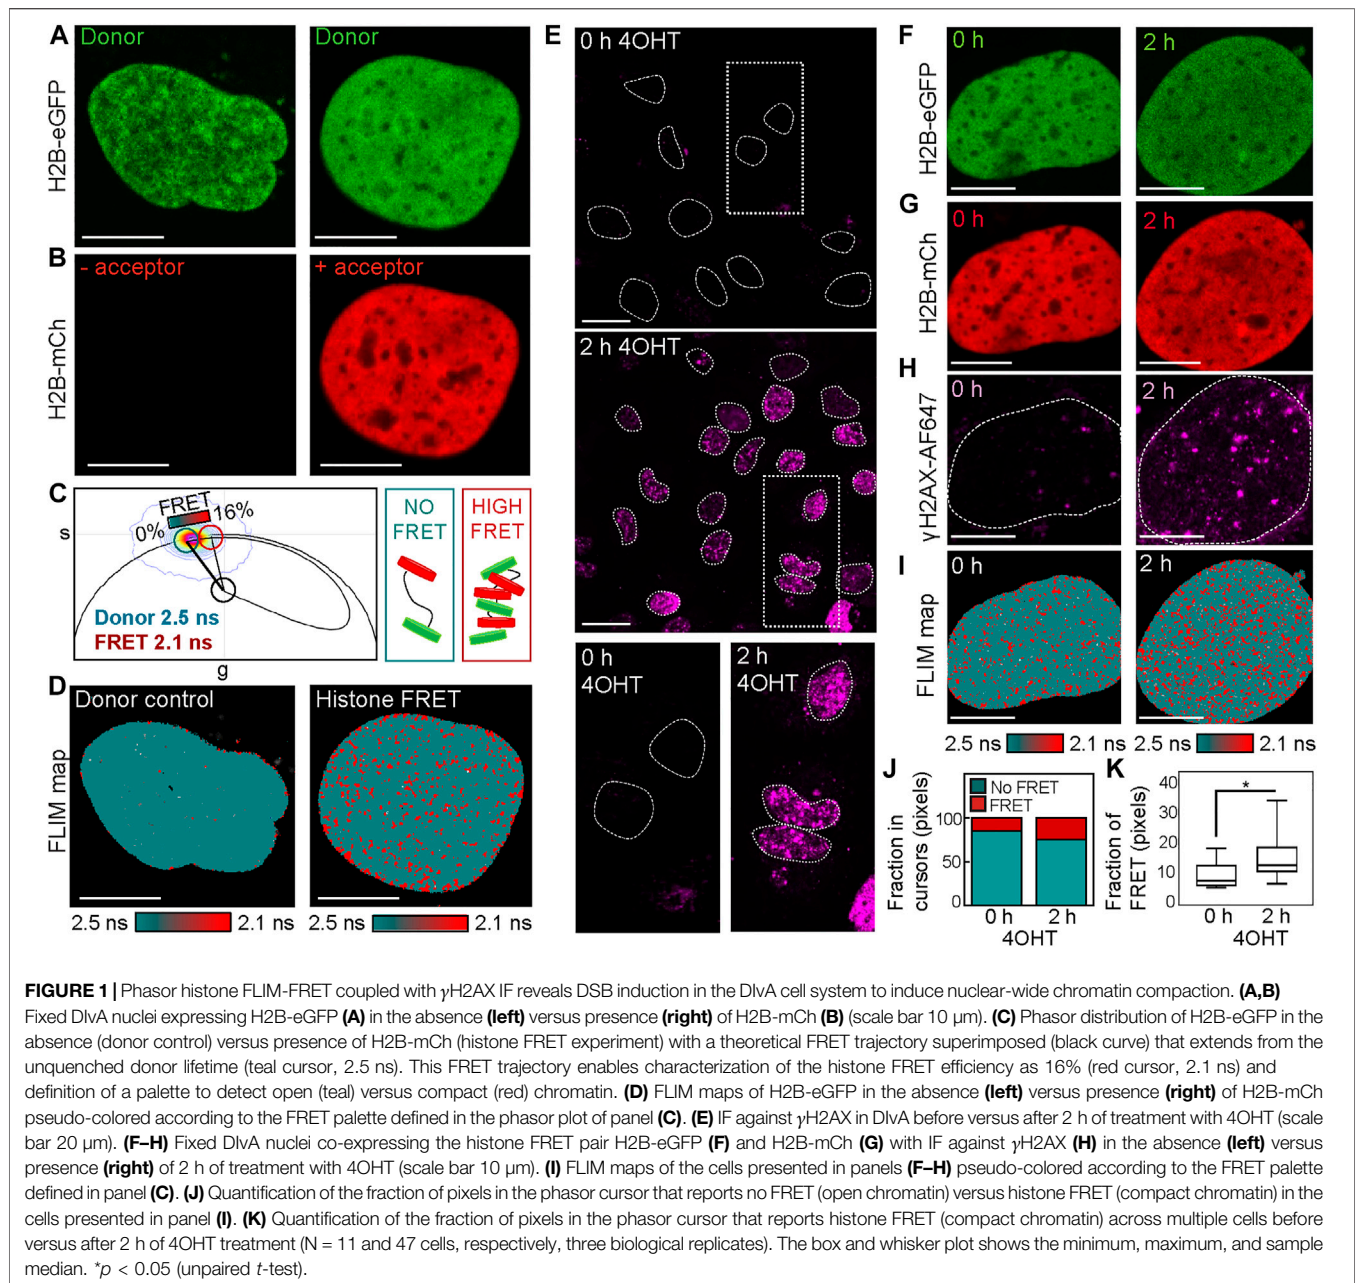 A
Donor
Donor
H2B-eGFP
B
- acceptor
+ acceptor
H2B-mCh
C
s
FRET
0%
16%
Donor 2.5 ns
FRET 2.1 ns
g
NO
FRET
HIGH
FRET
D
Donor control
Histone FRET
FLIM map
2.5 ns
2.1 ns
2.5 ns
2.1 ns
E
0 h 4OHT
2 h 4OHT
0 h
4OHT
2 h
4OHT
F
0 h
2 h
H2B-eGFP
G
0 h
2 h
H2B-mCh
H
0 h
2 h
γH2AX-AF647
I
0 h
2 h
FLIM map
2.5 ns
2.1 ns
2.5 ns
2.1 ns
J
No FRET
FRET
Fraction in
cursors (pixels)
100
50
0
0 h
2 h
4OHT
K
Fraction of
FRET (pixels)
40
30
20
10
0
*
0 h
2 h
4OHT
FIGURE 1 | Phasor histone FLIM-FRET coupled with γH2AX IF reveals DSB induction in the DIvA cell system to induce nuclear-wide chromatin compaction. (A,B)
Fixed DIvA nuclei expressing H2B-eGFP (A) in the absence (left) versus presence (right) of H2B-mCh (B) (scale bar 10 µm). (C) Phasor distribution of H2B-eGFP in the
absence (donor control) versus presence of H2B-mCh (histone FRET experiment) with a theoretical FRET trajectory superimposed (black curve) that extends from the
unquenched donor lifetime (teal cursor, 2.5 ns). This FRET trajectory enables characterization of the histone FRET efficiency as 16% (red cursor, 2.1 ns) and
definition of a palette to detect open (teal) versus compact (red) chromatin. (D) FLIM maps of H2B-eGFP in the absence (left) versus presence (right) of H2B-mCh
pseudo-colored according to the FRET palette defined in the phasor plot of panel (C). (E) IF against γH2AX in DIvA before versus after 2 h of treatment with 4OHT (scale
bar 20 µm). (F–H) Fixed DIvA nuclei co-expressing the histone FRET pair H2B-eGFP (F) and H2B-mCh (G) with IF against γH2AX (H) in the absence (left) versus
presence (right) of 2 h of treatment with 4OHT (scale bar 10 µm). (I) FLIM maps of the cells presented in panels (F–H) pseudo-colored according to the FRET palette
defined in panel (C). (J) Quantification of the fraction of pixels in the phasor cursor that reports no FRET (open chromatin) versus histone FRET (compact chromatin) in the
cells presented in panel (I). (K) Quantification of the fraction of pixels in the phasor cursor that reports histone FRET (compact chromatin) across multiple cells before
versus after 2 h of 4OHT treatment (N = 11 and 47 cells, respectively, three biological replicates). The box and whisker plot shows the minimum, maximum, and sample
median. *p < 0.05 (unpaired t-test).